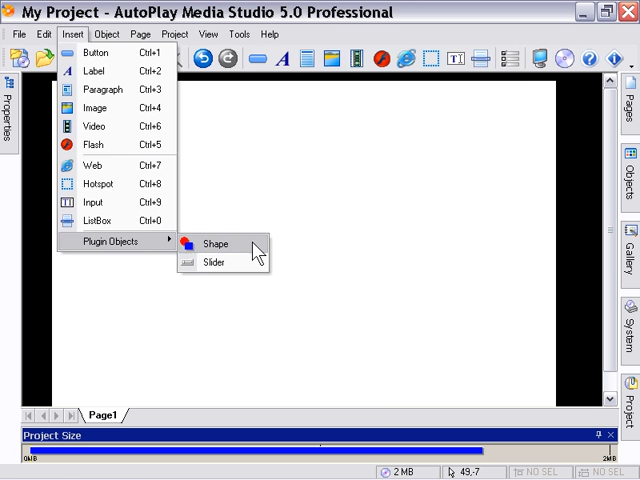 My Project - AutoPlay Media Studio 5.0 Professional
File Edit Insert Object Page Project View Tools Help
Button Ctrl+1
Label Ctrl+2
Paragraph Ctrl+3
Image Ctrl+4
Video Ctrl+6
Flash Ctrl+5
Web Ctrl+7
Hotspot Ctrl+8
Input Ctrl+9
ListBox Ctrl+0
Plugin Objects
Shape
Slider
Properties
Pages
Objects
Gallery
System
Project
Page1
Project Size
0MB 2MB
2 MB 49,-7 NO SEL NO SEL